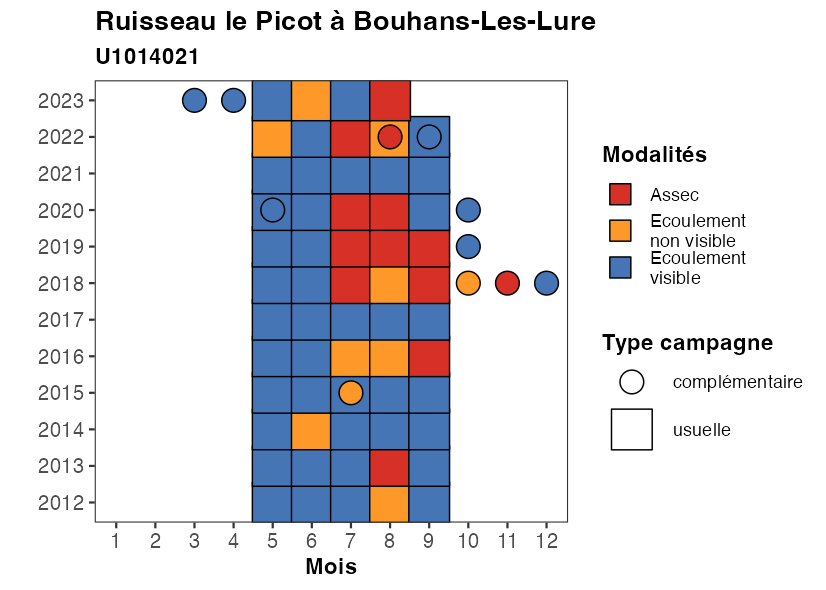 Ruisseau le Picot à Bouhans-Les-Lure
U1014021
2023
2022
2021
2020
2019
2018
2017
2016
2015
2014
2013
2012
1 2 3 4 5 6 7 8 9 10 11 12
Mois
Modalités
Assec
Ecoulement
non visible
Ecoulement
visible
Type campagne
complémentaire
usuelle